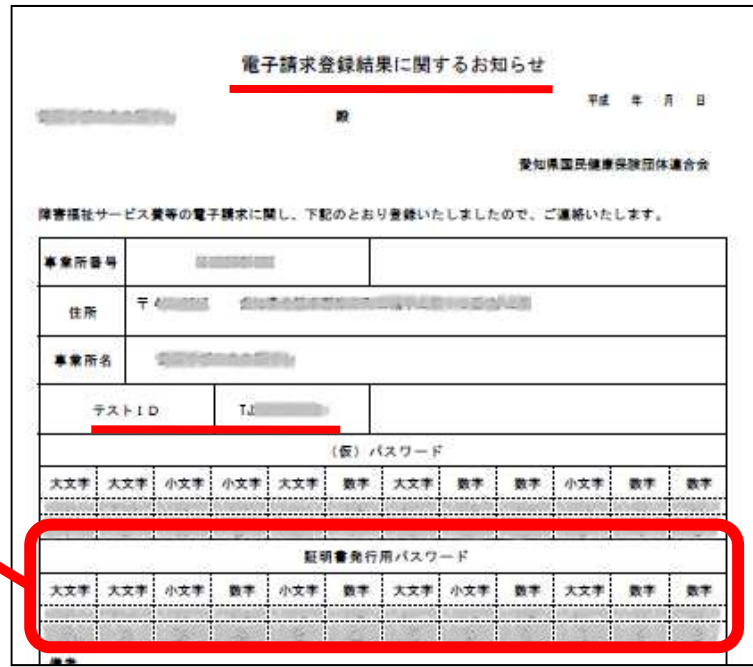 電子請求登録結果に関するお知らせ
平成 年 月 日
殿
愛知県国民健康保険団体連合会
障害福祉サービス費等の電子請求に関し、下記のとおり登録いたしましたので、ご連絡いたします。
事業所番号
住所 〒4
事業所名
テストID TJ
(仮)パスワード
大文字 大文字 小文字 小文字 大文字 数字 大文字 数字 数字 小文字 数字 数字
証明書発行用パスワード
大文字 大文字 小文字 数字 小文字 数字 大文字 小文字 数字 大文字 数字 数字
備考